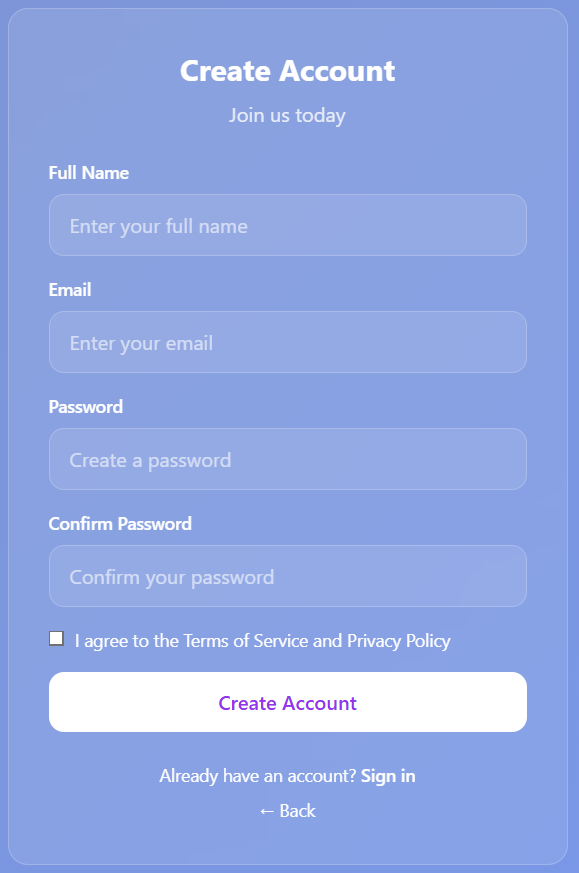 Create Account
Join us today
Full Name
Enter your full name
Email
Enter your email
Password
Create a password
Confirm Password
Confirm your password
I agree to the Terms of Service and Privacy Policy
Create Account
Already have an account? Sign in
← Back